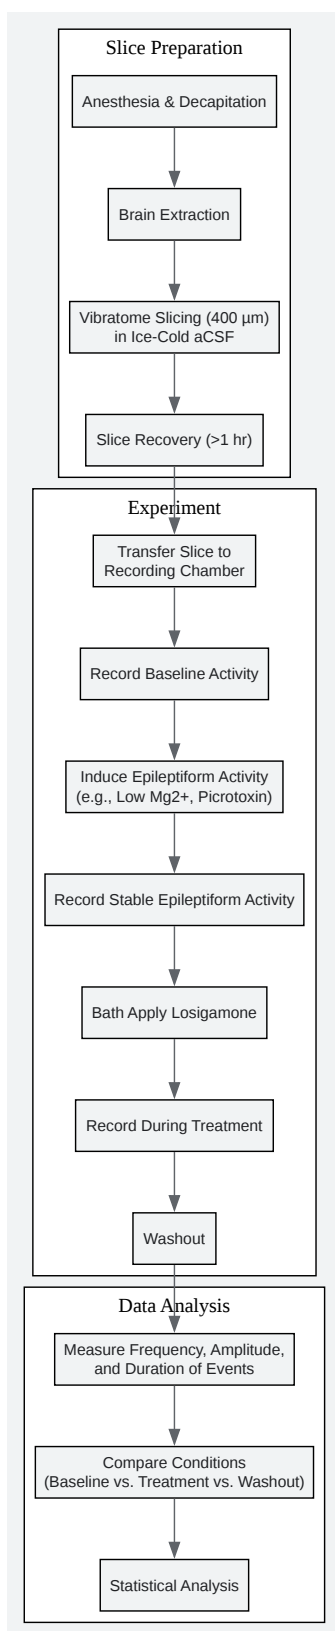 Slice Preparation
Anesthesia & Decapitation
Brain Extraction
Vibratome Slicing (400 µm)
in Ice-Cold aCSF
Slice Recovery (>1 hr)
Experiment
Transfer Slice to
Recording Chamber
Record Baseline Activity
Induce Epileptiform Activity
(e.g., Low Mg2+, Picrotoxin)
Record Stable Epileptiform Activity
Bath Apply Losigamone
Record During Treatment
Washout
Data Analysis
Measure Frequency, Amplitude,
and Duration of Events
Compare Conditions
(Baseline vs. Treatment vs. Washout)
Statistical Analysis